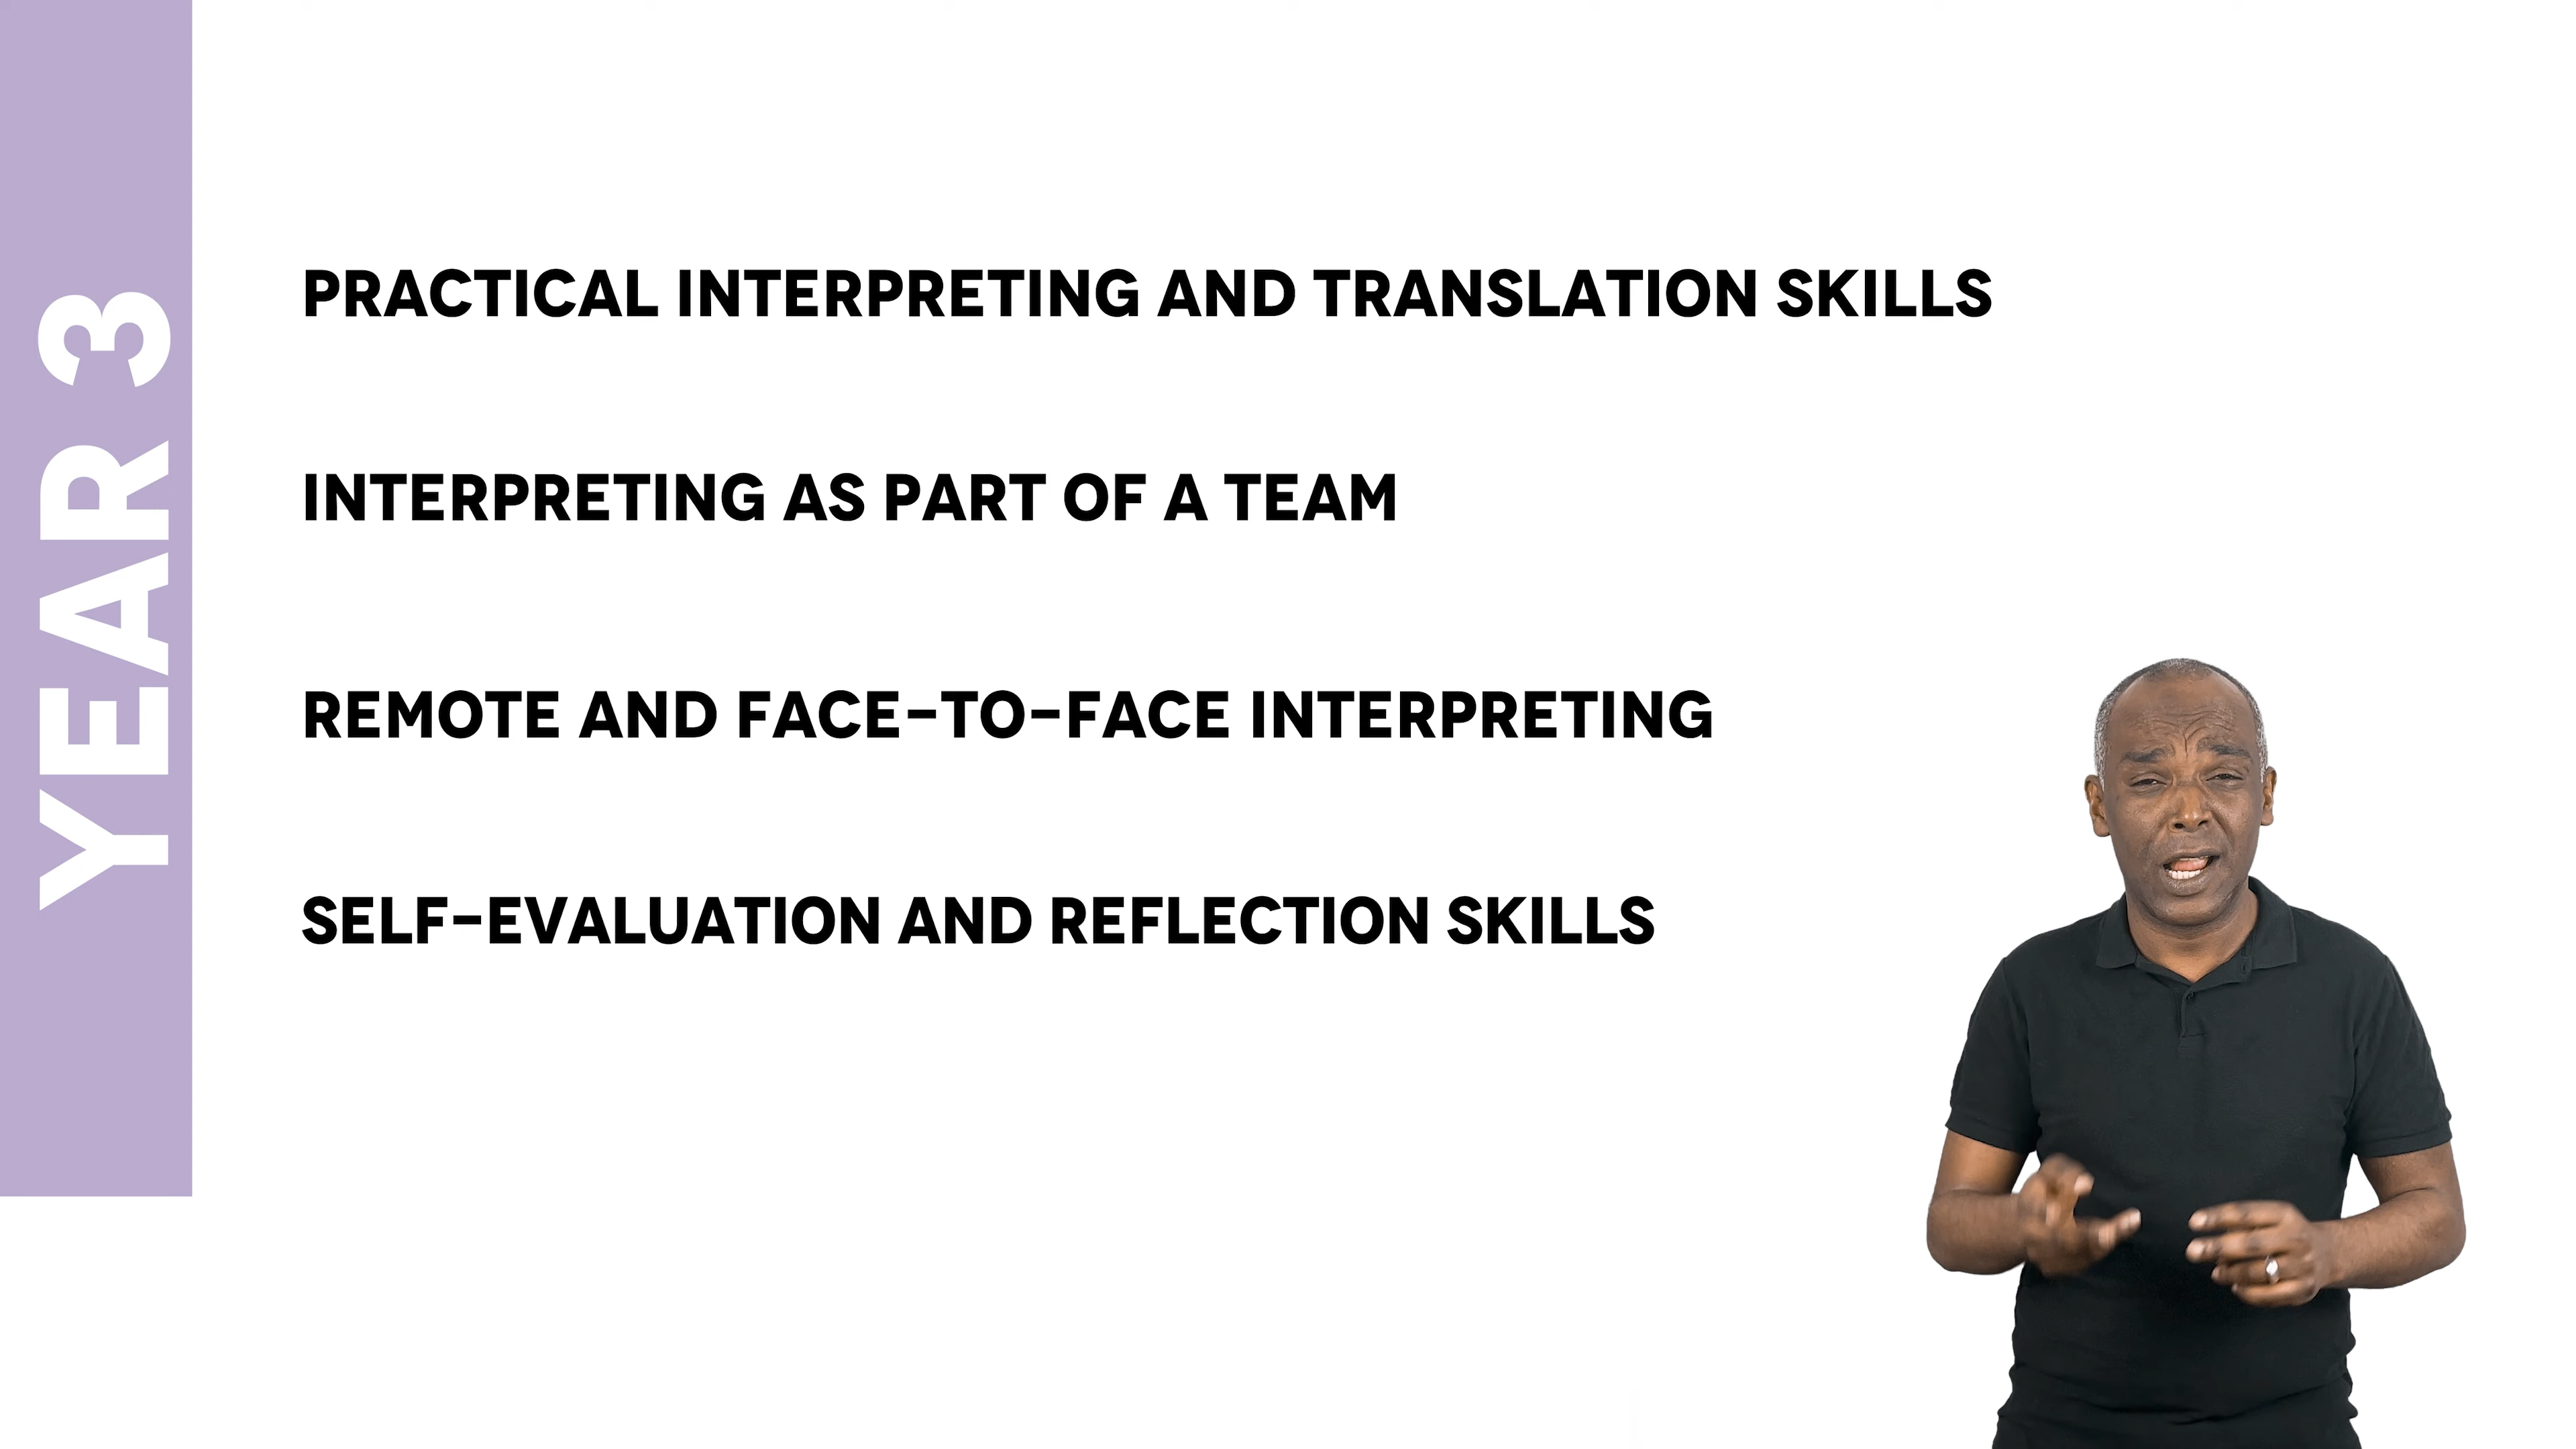 YEAR 3
PRACTICAL INTERPRETING AND TRANSLATION SKILLS
INTERPRETING AS PART OF A TEAM
REMOTE AND FACE-TO-FACE INTERPRETING
SELF-EVALUATION AND REFLECTION SKILLS